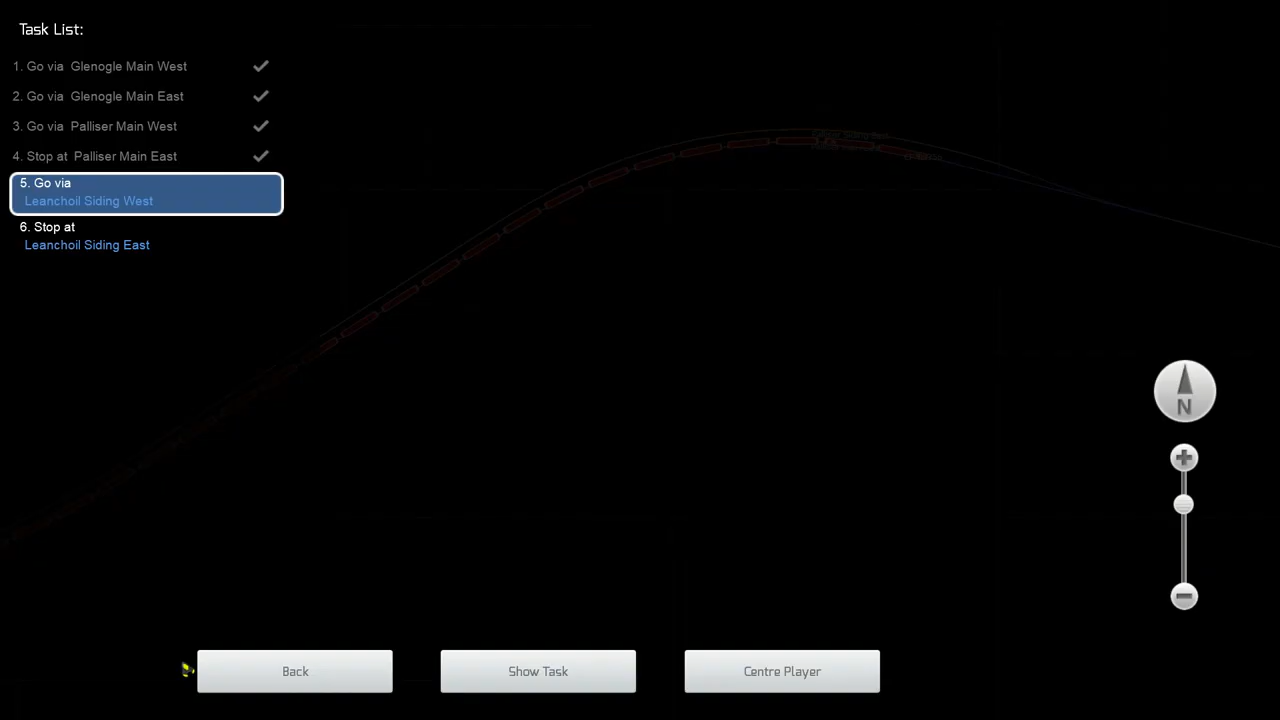 Task List:
1. Go via  Glenogle Main West
2. Go via  Glenogle Main East
3. Go via  Palliser Main West
4. Stop at  Palliser Main East
5. Go via
Leanchoil Siding West
6. Stop at
Leanchoil Siding East
N
Back
Show Task
Centre Player